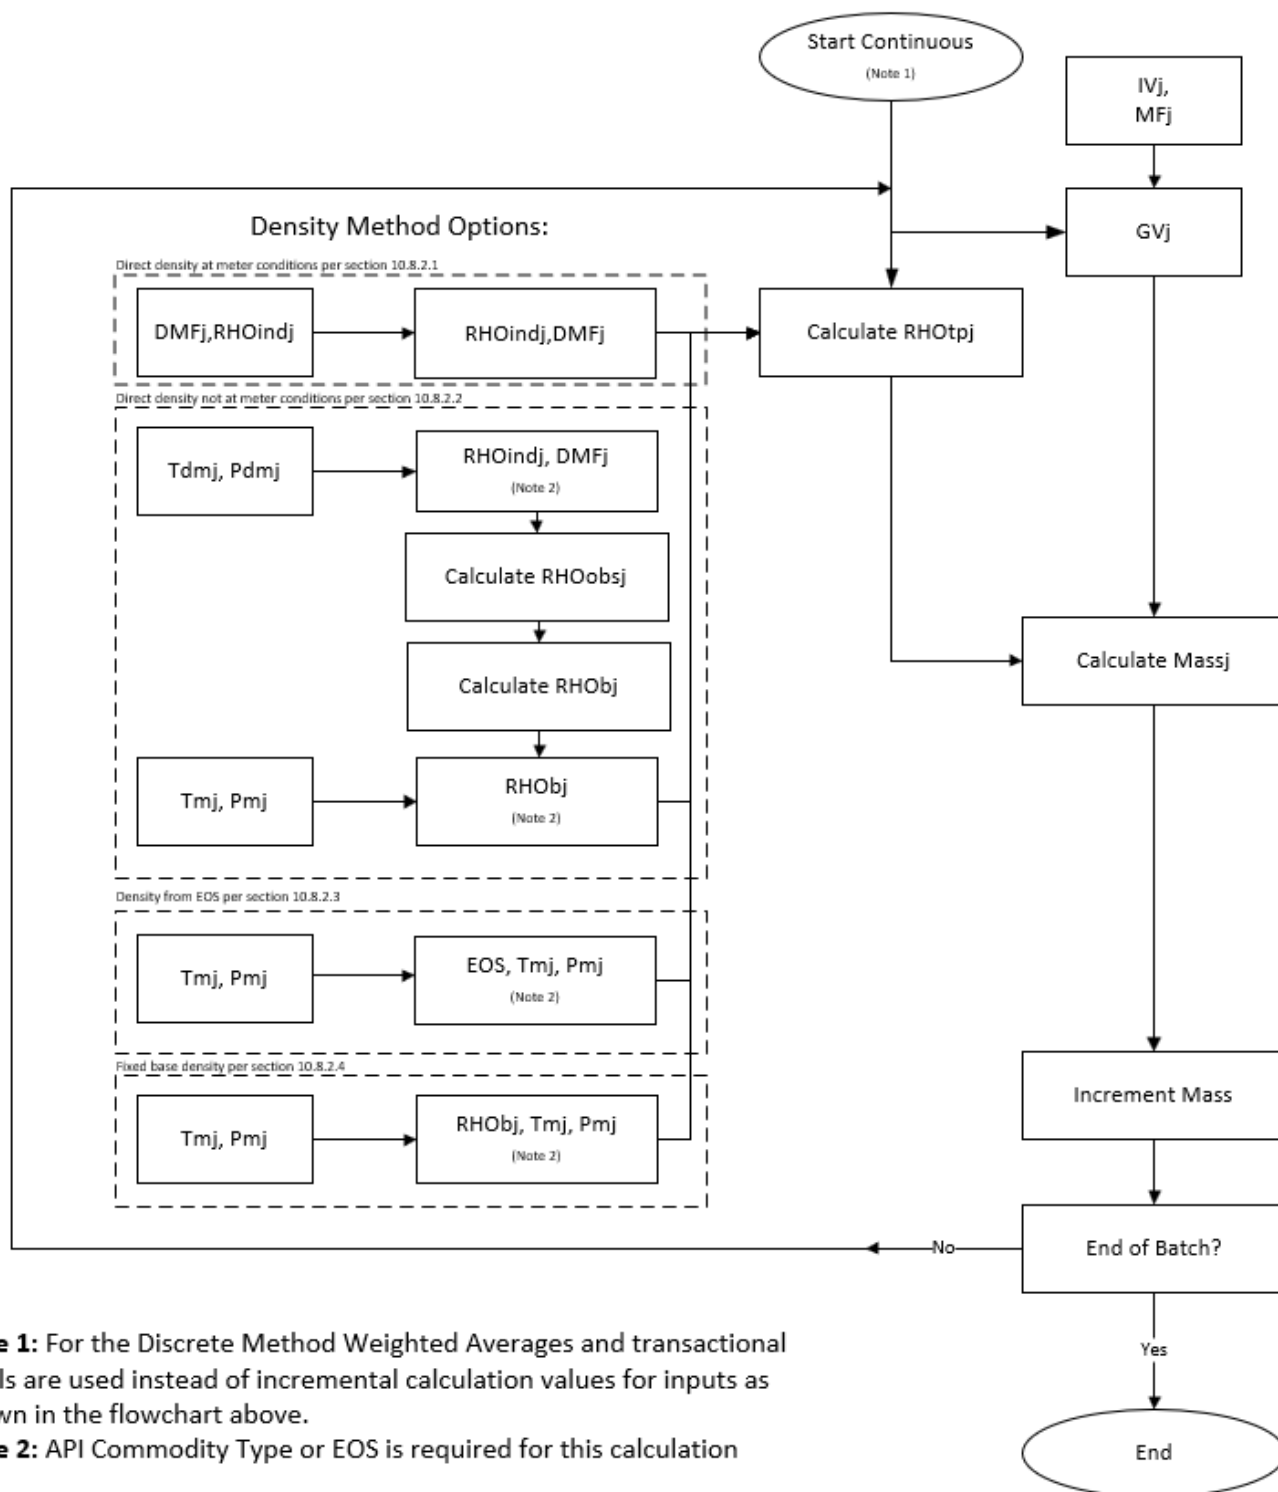 Start Continuous
(Note 1)
IVj,
MFj
GVj
Density Method Options:
Direct density at meter conditions per section 10.8.2.1
DMFj,RHOindj
RHOindj,DMFj
Calculate RHOtpj
Direct density not at meter conditions per section 10.8.2.2
Tdmj, Pdmj
RHOindj, DMFj
(Note 2)
Calculate RHOobsj
Calculate RHObj
Tmj, Pmj
RHObj
(Note 2)
Calculate Massj
Density from EOS per section 10.8.2.3
Tmj, Pmj
EOS, Tmj, Pmj
(Note 2)
Fixed base density per section 10.8.2.4
Tmj, Pmj
RHObj, Tmj, Pmj
(Note 2)
Increment Mass
End of Batch?
No
Yes
End
e 1: For the Discrete Method Weighted Averages and transactional
ls are used instead of incremental calculation values for inputs as
wn in the flowchart above.
e 2: API Commodity Type or EOS is required for this calculation